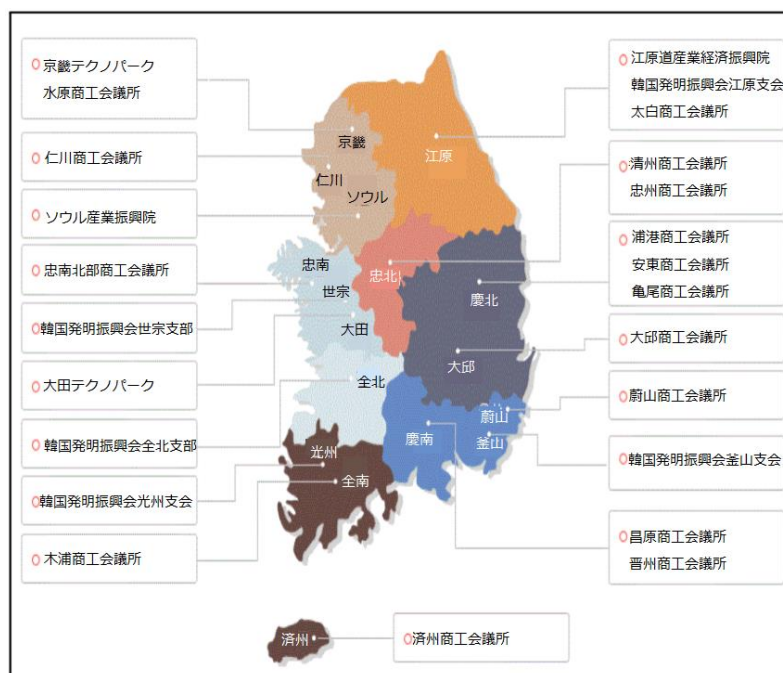 ○京畿テクノパーク
水原商工会議所
○仁川商工会議所
○ソウル産業振興院
○忠南北部商工会議所
○韓国発明振興会世宗支部
○大田テクノパーク
○韓国発明振興会全北支部
○韓国発明振興会光州支会
○木浦商工会議所
京畿
江原
仁川
ソウル
忠南
忠北
世宗
慶北
大田
大邱
全北
蔚山
慶南
釜山
光州
全南
済州
○江原道産業経済振興院
韓国発明振興会江原支会
太白商工会議所
○清州商工会議所
忠州商工会議所
○浦港商工会議所
安東商工会議所
亀尾商工会議所
○大邱商工会議所
○蔚山商工会議所
○韓国発明振興会釜山支会
○昌原商工会議所
晋州商工会議所
○済州商工会議所